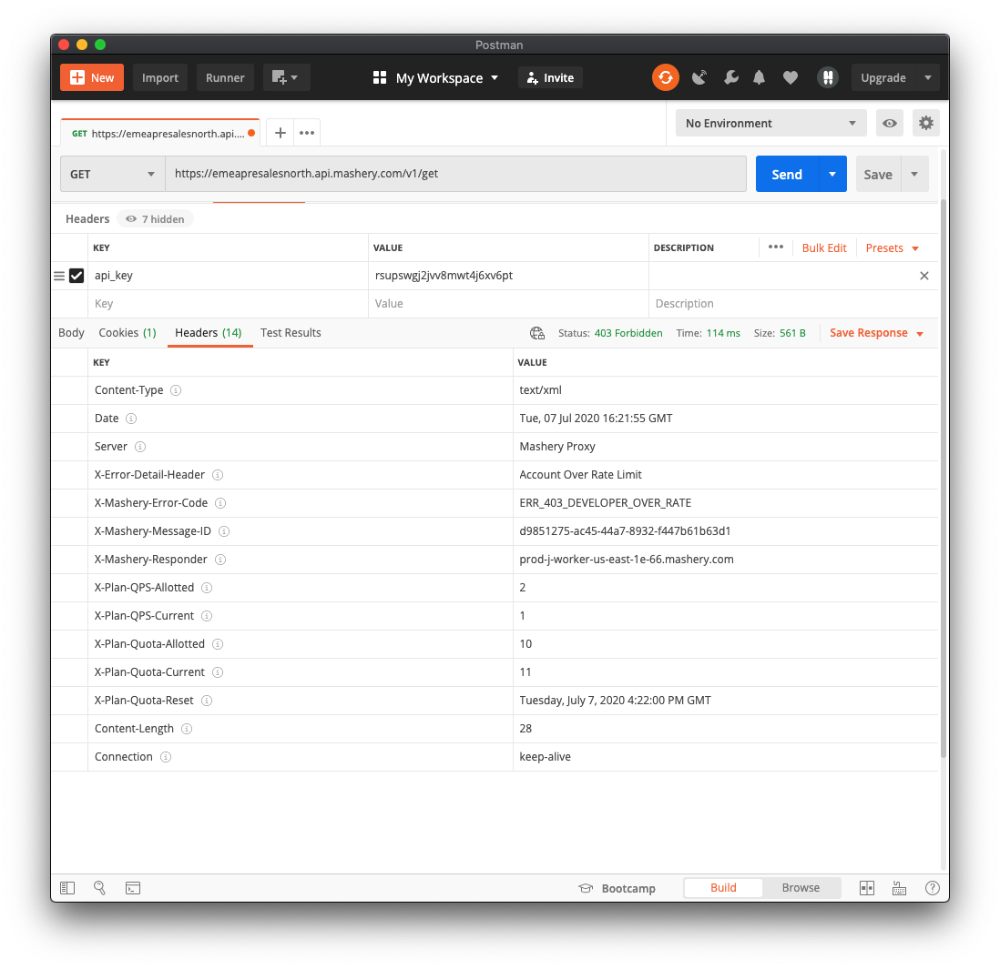 Postman
New Import Runner My Workspace Invite Upgrade
GET https://emeapresalesnorth.api.... + ••• No Environment
GET https://emeapresalesnorth.api.mashery.com/v1/get Send Save
Headers 7 hidden
KEY VALUE DESCRIPTION ••• Bulk Edit Presets
api_key rsupswgj2jvv8mwt4j6xv6pt
Key Value Description
Body Cookies (1) Headers (14) Test Results Status: 403 Forbidden Time: 114 ms Size: 561 B Save Response
KEY VALUE
Content-Type text/xml
Date Tue, 07 Jul 2020 16:21:55 GMT
Server Mashery Proxy
X-Error-Detail-Header Account Over Rate Limit
X-Mashery-Error-Code ERR_403_DEVELOPER_OVER_RATE
X-Mashery-Message-ID d9851275-ac45-44a7-8932-f447b61b63d1
X-Mashery-Responder prod-j-worker-us-east-1e-66.mashery.com
X-Plan-QPS-Allotted 2
X-Plan-QPS-Current 1
X-Plan-Quota-Allotted 10
X-Plan-Quota-Current 11
X-Plan-Quota-Reset Tuesday, July 7, 2020 4:22:00 PM GMT
Content-Length 28
Connection keep-alive
Bootcamp Build Browse